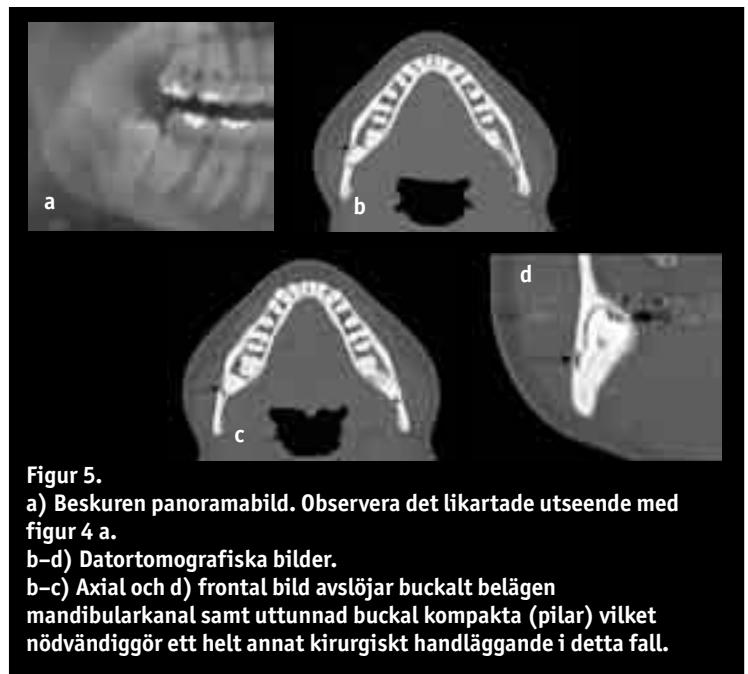 a
b
c
d
Figur 5.
a) Beskuren panoramabild. Observera det likartade utseende med
figur 4 a.
b–d) Datortomografiska bilder.
b–c) Axial och d) frontal bild avslöjar buckalt belägen
mandibularkanal samt uttunnad buckal kompakta (pilar) vilket
nödvändiggör ett helt annat kirurgiskt handläggande i detta fall.